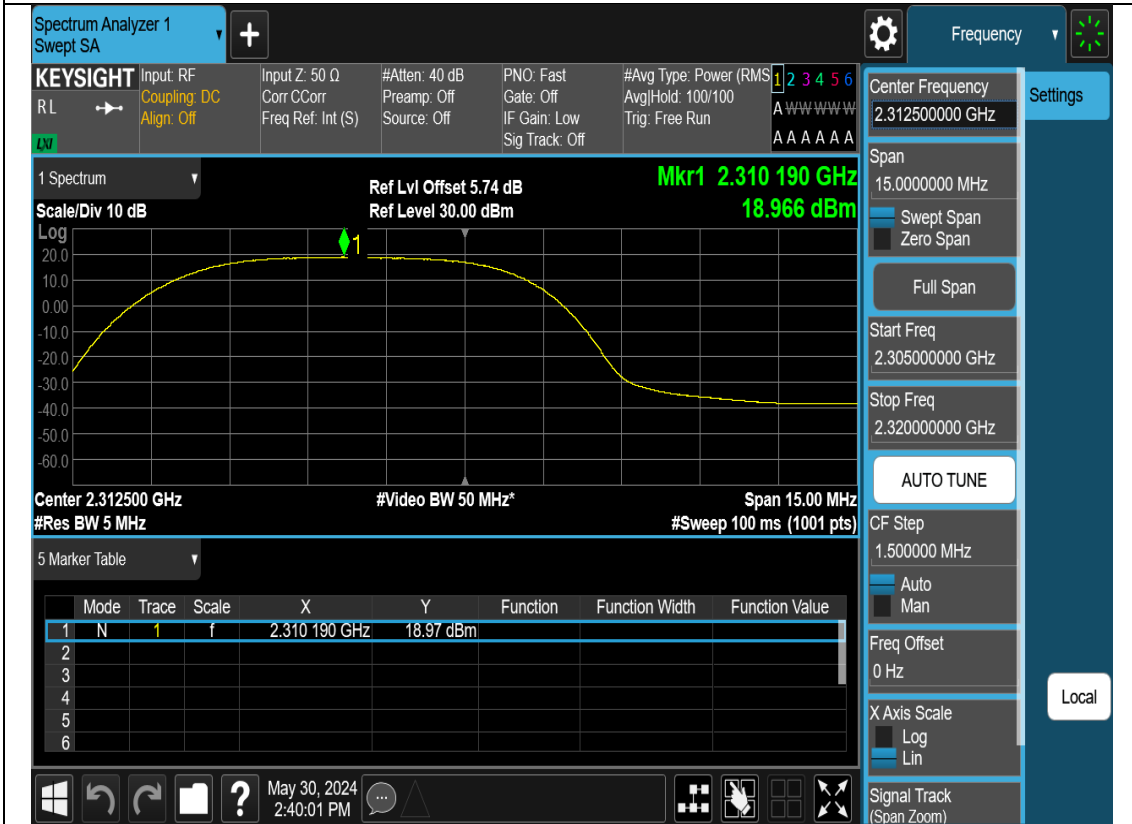 Spectrum Analyzer 1
Swept SA
+
Frequency
KEYSIGHT
R L
LXI
Input: RF
Coupling: DC
Align: Off
Input Z: 50 Ω
Corr CCorr
Freq Ref: Int (S)
#Atten: 40 dB
Preamp: Off
Source: Off
PNO: Fast
Gate: Off
IF Gain: Low
Sig Track: Off
#Avg Type: Power (RMS
Avg|Hold: 100/100
Trig: Free Run
1 2 3 4 5 6
A W W W W W
A A A A A A
1 Spectrum
Scale/Div 10 dB
Ref Lvl Offset 5.74 dB
Ref Level 30.00 dBm
Mkr1 2.310 190 GHz
18.966 dBm
Log
1
20.0
10.0
0.00
-10.0
-20.0
-30.0
-40.0
-50.0
-60.0
Center 2.312500 GHz
#Video BW 50 MHz*
Span 15.00 MHz
#Res BW 5 MHz
#Sweep 100 ms (1001 pts)
5 Marker Table
Mode Trace Scale X Y Function Function Width Function Value
1 N 1 f 2.310 190 GHz 18.97 dBm
2
3
4
5
6
?
May 30, 2024
2:40:01 PM
Center Frequency
2.312500000 GHz
Settings
Span
15.0000000 MHz
Swept Span
Zero Span
Full Span
Start Freq
2.305000000 GHz
Stop Freq
2.320000000 GHz
AUTO TUNE
CF Step
1.500000 MHz
Auto
Man
Freq Offset
0 Hz
Local
X Axis Scale
Log
Lin
Signal Track
(Span Zoom)